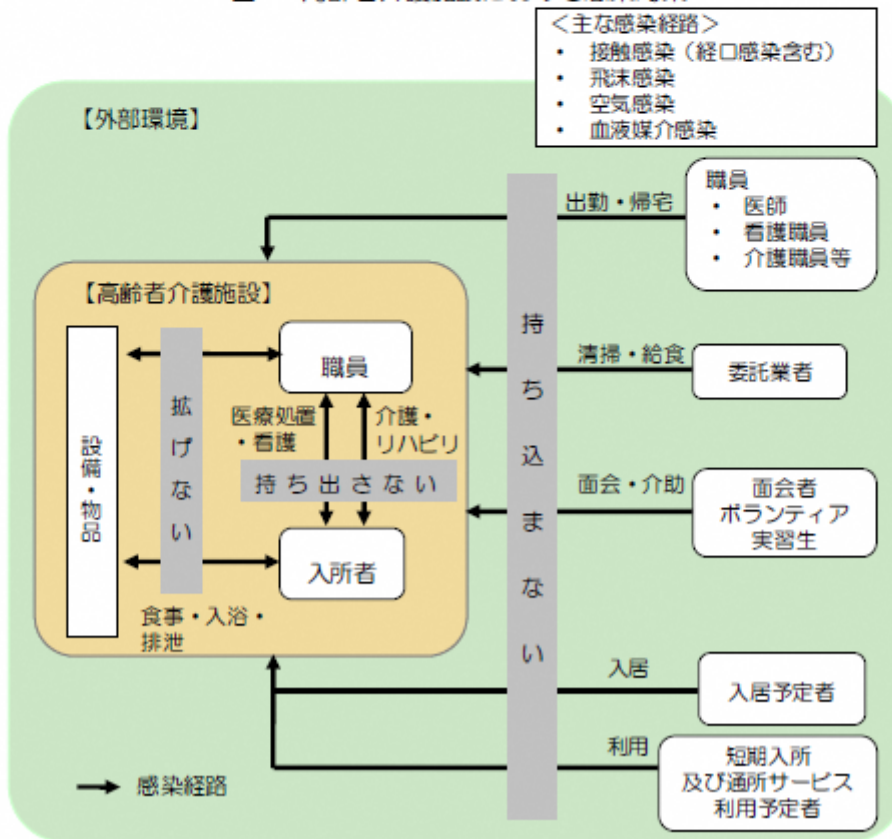 ＜主な感染経路＞
・ 接触感染（経口感染含む）
・ 飛沫感染
・ 空気感染
・ 血液媒介感染
【外部環境】
職員
・ 医師
・ 看護職員
・ 介護職員等
出勤・帰宅
持ち込まない
【高齢者介護施設】
設備・物品
拡げない
職員
医療処置
・看護
介護・
リハビリ
持ち出さない
入所者
食事・入浴・
排泄
清掃・給食
委託業者
面会・介助
面会者
ボランティア
実習生
入居
入居予定者
利用
短期入所
及び通所サービス
利用予定者
感染経路